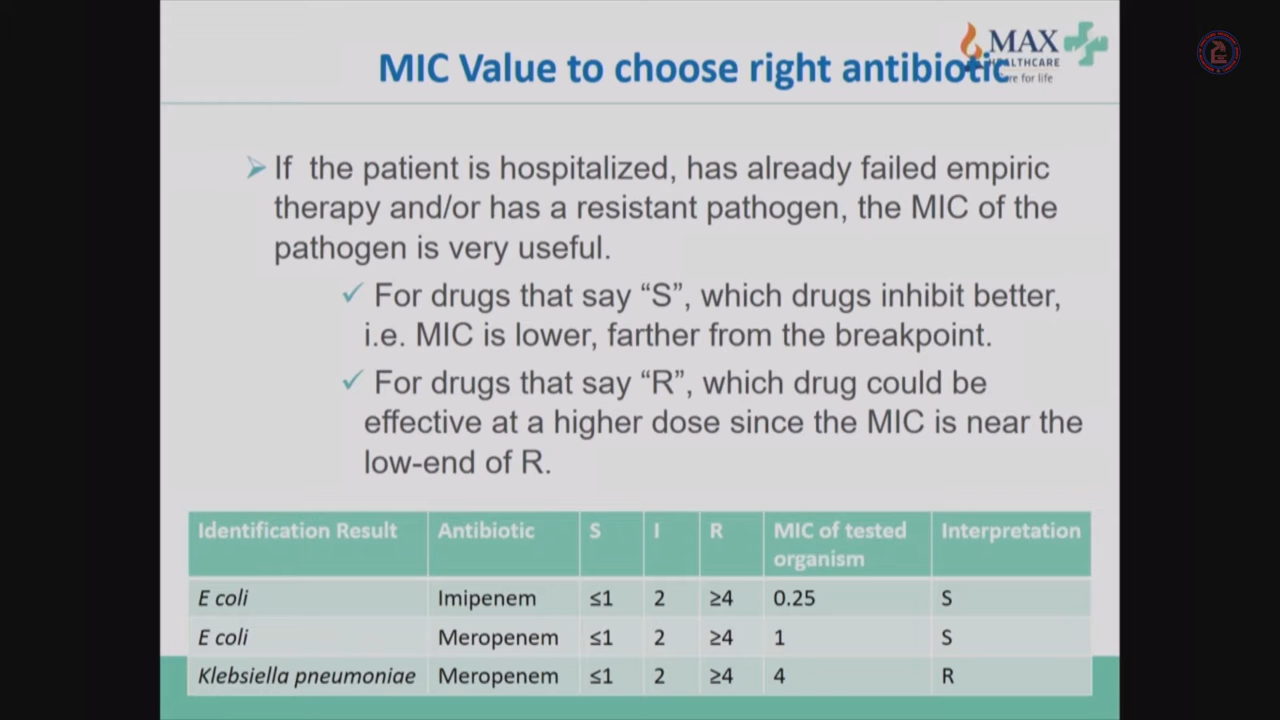 MIC Value to choose right antibiotic
MAX
HEALTHCARE
Care for life
➢ If the patient is hospitalized, has already failed empiric
therapy and/or has a resistant pathogen, the MIC of the
pathogen is very useful.
✓ For drugs that say “S”, which drugs inhibit better,
i.e. MIC is lower, farther from the breakpoint.
✓ For drugs that say “R”, which drug could be
effective at a higher dose since the MIC is near the
low-end of R.
Identification Result Antibiotic S I R MIC of tested organism Interpretation
E coli Imipenem ≤1 2 ≥4 0.25 S
E coli Meropenem ≤1 2 ≥4 1 S
Klebsiella pneumoniae Meropenem ≤1 2 ≥4 4 R